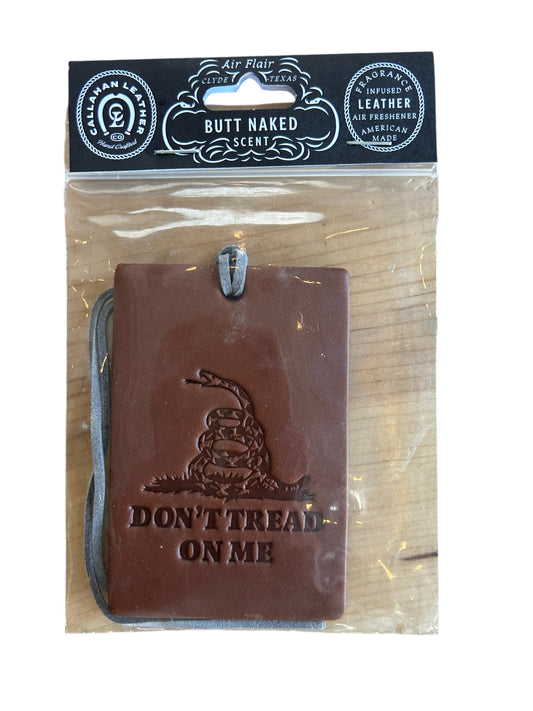 CALLAHAN LEATHER
CL
CO
Hand Crafted
Air Flair
CLYDE TEXAS
BUTT NAKED
SCENT
FRAGRANCE
INFUSED
LEATHER
AIR FRESHENER
AMERICAN
MADE
DON'T TREAD
ON ME